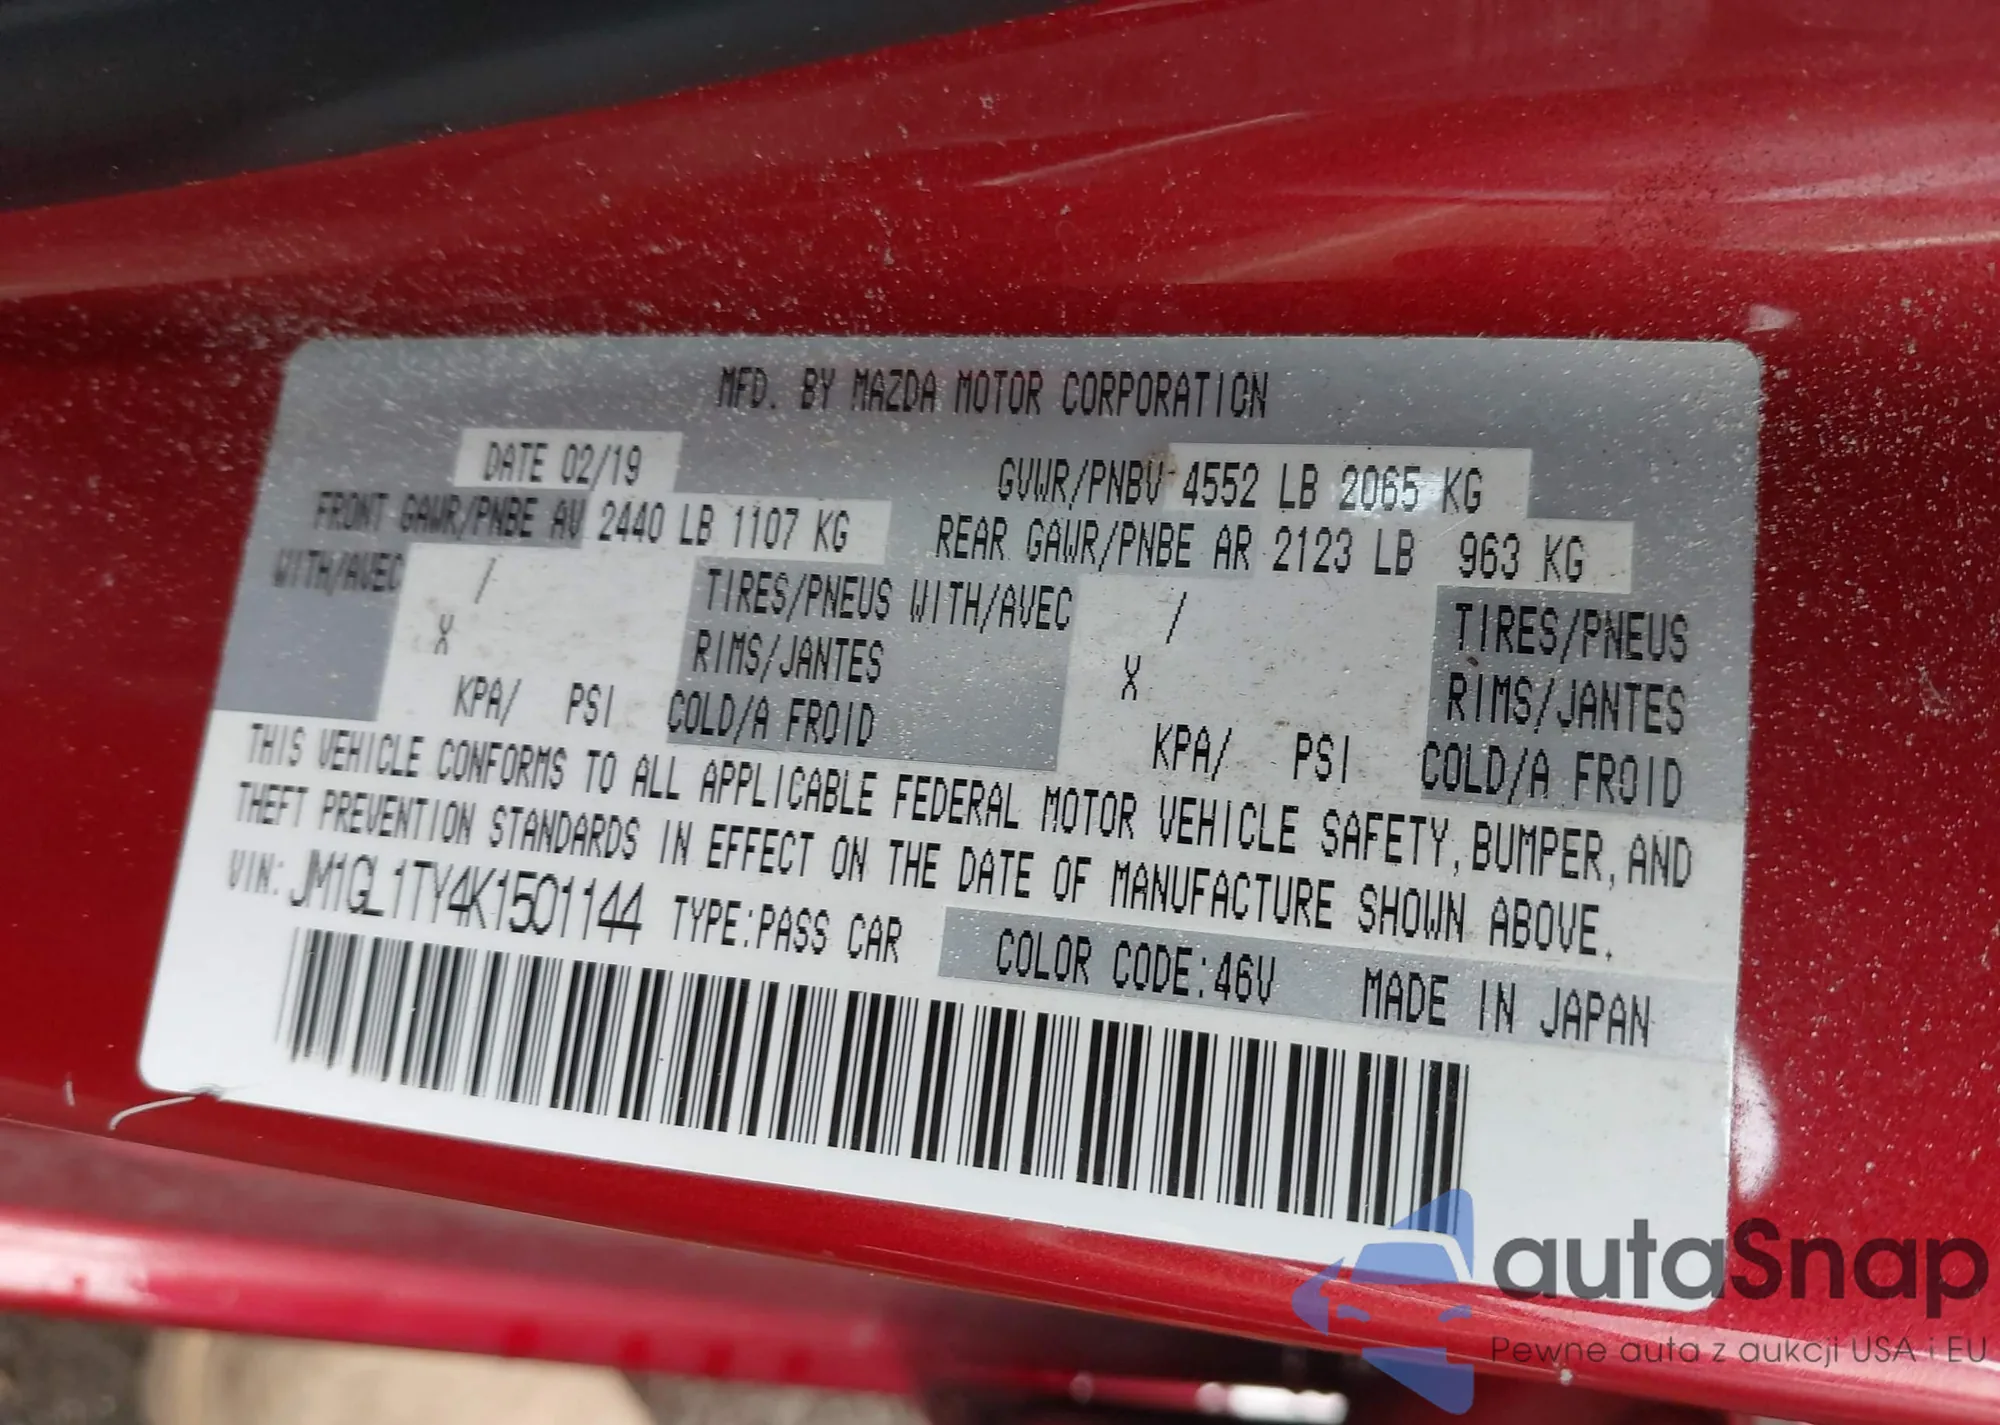 MFD. BY MAZDA MOTOR CORPORATION
DATE 02/19 GVWR/PNBV 4552 LB 2065 KG
FRONT GAWR/PNBE AV 2440 LB 1107 KG REAR GAWR/PNBE AR 2123 LB 963 KG
WITH/AVEC / TIRES/PNEUS WITH/AVEC / TIRES/PNEUS
X RIMS/JANTES X RIMS/JANTES
KPA/ PSI COLD/A FROID KPA/ PSI COLD/A FROID
THIS VEHICLE CONFORMS TO ALL APPLICABLE FEDERAL MOTOR VEHICLE SAFETY, BUMPER, AND
THEFT PREVENTION STANDARDS IN EFFECT ON THE DATE OF MANUFACTURE SHOWN ABOVE.
VIN: JM1GL1TY4K1501144 TYPE:PASS CAR
COLOR CODE:46V MADE IN JAPAN
autaSnap
Pewne auta z aukcji USA i EU